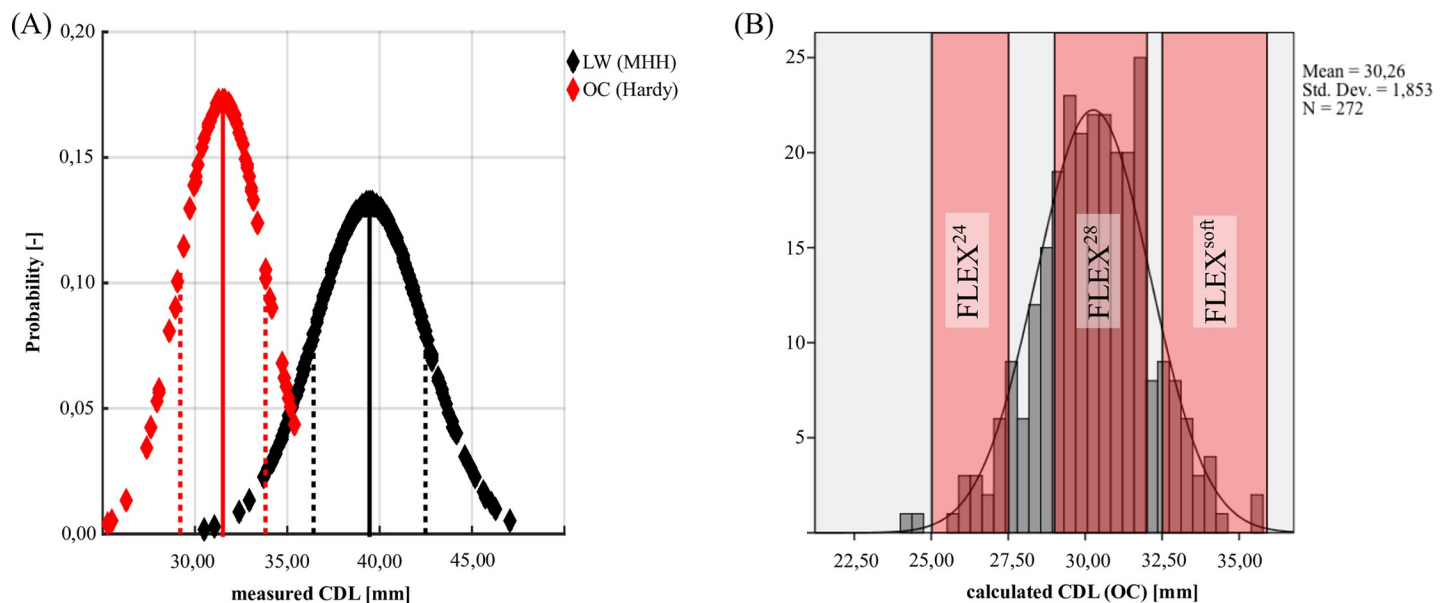 (A)
0,20
0,15
0,10
0,05
0,00
Probability [-]
30,00 35,00 40,00 45,00
measured CDL [mm]
LW (MHH)
OC (Hardy)
(B)
25
20
15
10
5
FLEX24
FLEX28
FLEXsoft
22,50 25,00 27,50 30,00 32,50 35,00
calculated CDL (OC) [mm]
Mean = 30,26
Std. Dev. = 1,853
N = 272